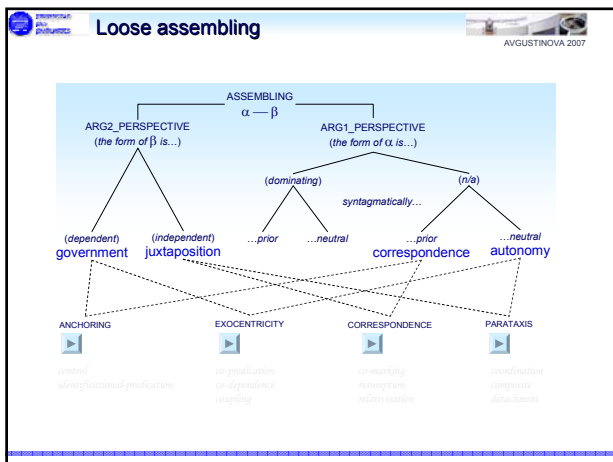 Loose assembling
AVGUSTINOVA 2007
ASSEMBLING
α — β
ARG2_PERSPECTIVE
(the form of β is…)
ARG1_PERSPECTIVE
(the form of α is…)
(dominating)
(n/a)
syntagmatically…
(dependent)
government
(independent)
juxtaposition
…prior
…neutral
…prior
correspondence
…neutral
autonomy
ANCHORING
EXOCENTRICITY
CORRESPONDENCE
PARATAXIS
control
identificational-predication
co-predication
co-dependence
coupling
co-marking
resumption
relativisation
coordination
composite
detachment